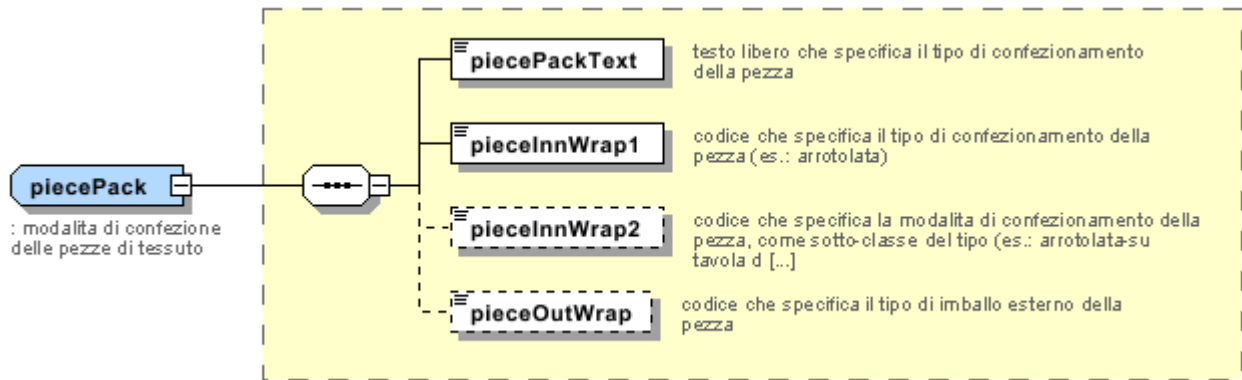 piecePackText
testo libero che specifica il tipo di confezionamento
della pezza
pieceInnWrap1
codice che specifica il tipo di confezionamento della
pezza (es.: arrotolata)
piecePack
: modalita di confezione
delle pezze di tessuto
pieceInnWrap2
codice che specifica la modalita di confezionamento della
pezza, come sotto-classe del tipo (es.: arrotolata-su
tavola d [...]
pieceOutWrap
codice che specifica il tipo di imballo esterno della
pezza